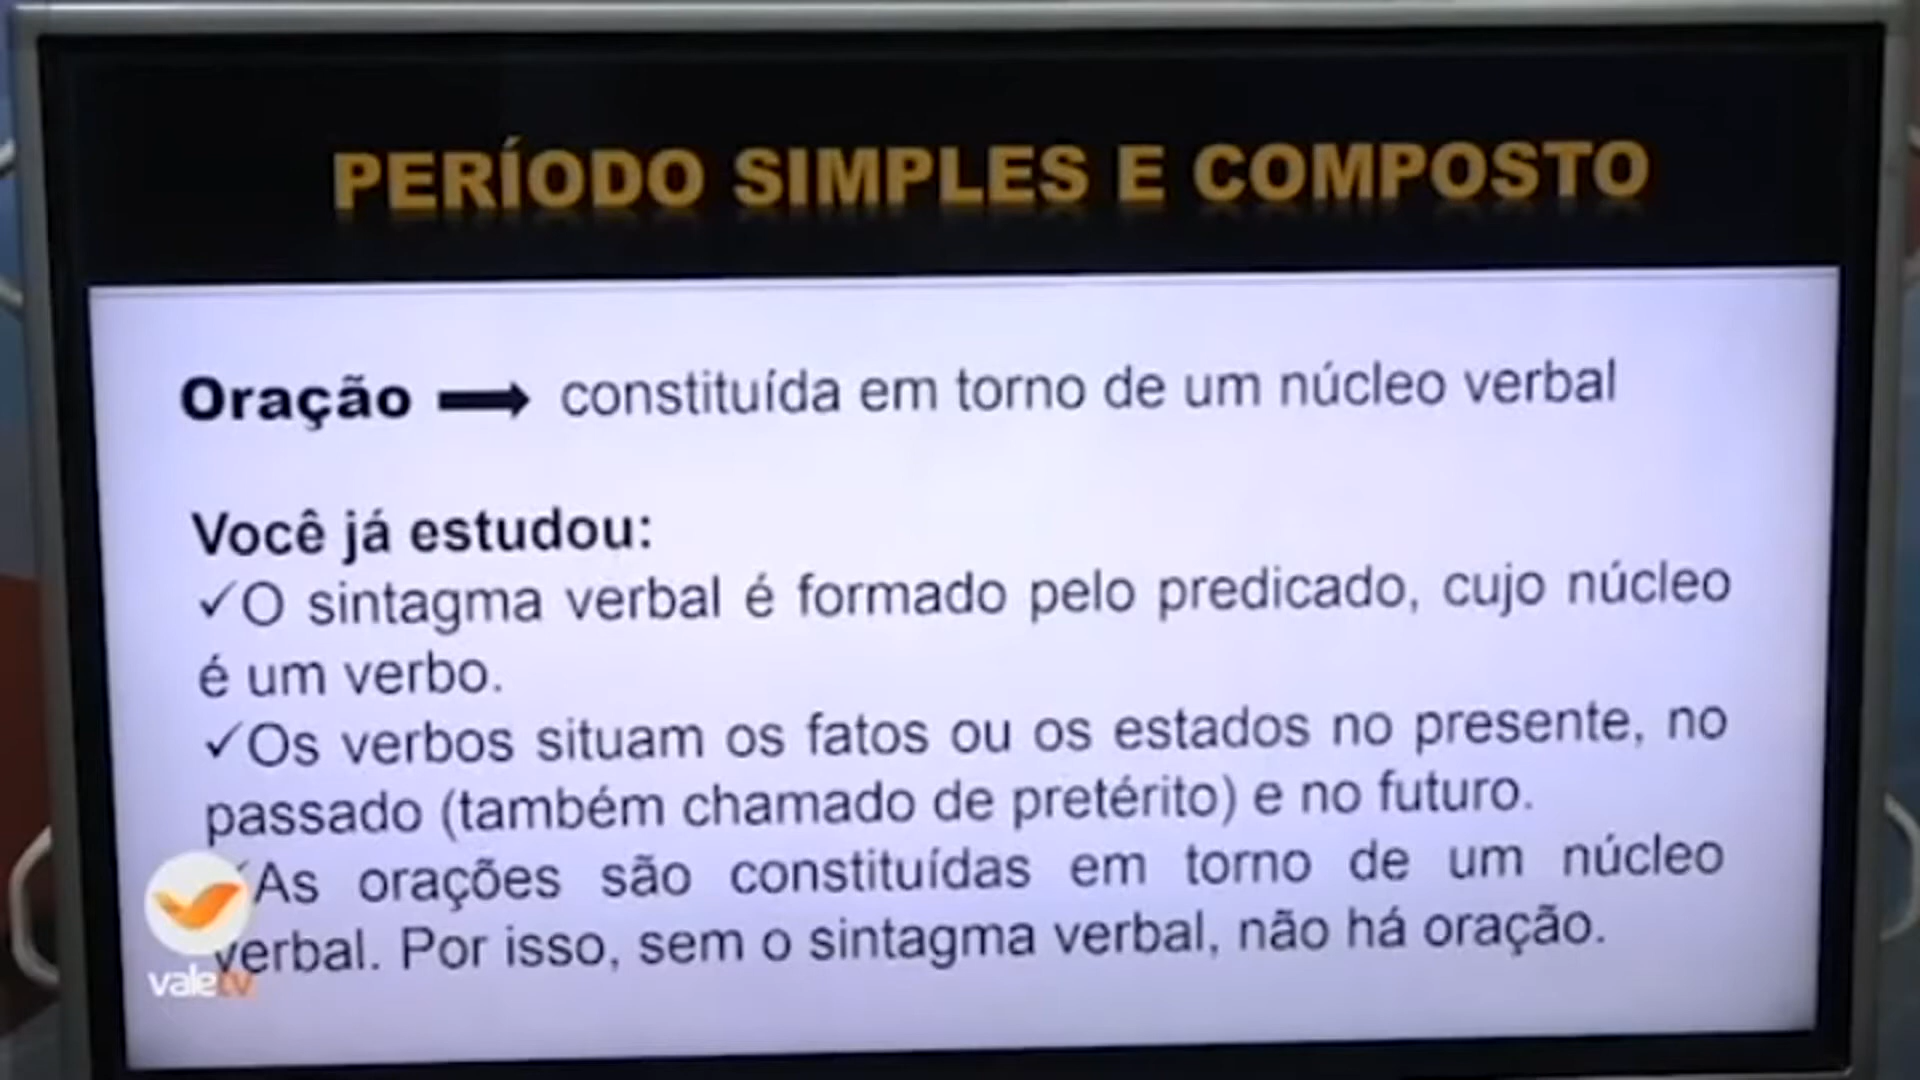 PERÍODO SIMPLES E COMPOSTO
Oração ➡ constituída em torno de um núcleo verbal
Você já estudou:
✓O sintagma verbal é formado pelo predicado, cujo núcleo
é um verbo.
✓Os verbos situam os fatos ou os estados no presente, no
passado (também chamado de pretérito) e no futuro.
✓As orações são constituídas em torno de um núcleo
verbal. Por isso, sem o sintagma verbal, não há oração.
valetv